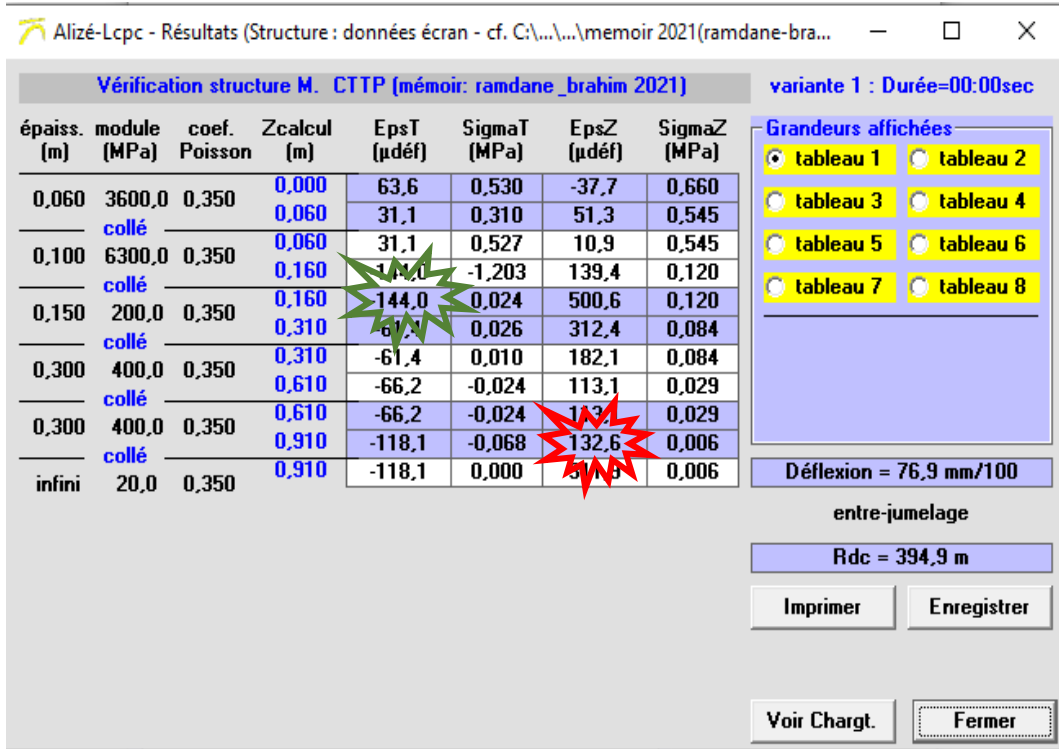 Alizé-Lcpc - Résultats (Structure : données écran - cf. C:\...\...\memoir 2021(ramdane-bra...
Vérification structure M. CTTP (mémoir: ramdane_brahim 2021)
variante 1 : Durée=00:00sec
épaiss. module coef. Zcalcul EpsT SigmaT EpsZ SigmaZ
(m) (MPa) Poisson (m) (µdéf) (MPa) (µdéf) (MPa)
0,000 63,6 0,530 -37,7 0,660
0,060 3600,0 0,350
0,060 31,1 0,310 51,3 0,545
collé
0,060 31,1 0,527 10,9 0,545
0,100 6300,0 0,350
0,160 -144,0 -1,203 139,4 0,120
collé
0,160 -144,0 0,024 500,6 0,120
0,150 200,0 0,350
0,310 0,026 312,4 0,084
collé
0,310 -61,4 0,010 182,1 0,084
0,300 400,0 0,350
0,610 -66,2 -0,024 113,1 0,029
collé
0,610 -66,2 -0,024 0,029
0,300 400,0 0,350
0,910 -118,1 -0,068 132,6 0,006
collé
0,910 -118,1 0,000 0,006
infini 20,0 0,350
Grandeurs affichées
tableau 1 tableau 2
tableau 3 tableau 4
tableau 5 tableau 6
tableau 7 tableau 8
Déflexion = 76,9 mm/100
entre-jumelage
Rdc = 394,9 m
Imprimer Enregistrer
Voir Chargt. Fermer